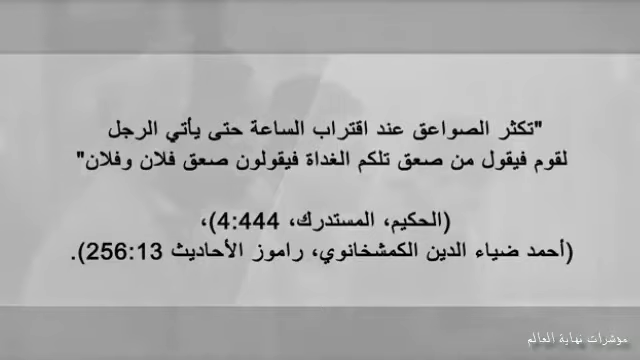 "تكثر الصواعق عند اقتراب الساعة حتى يأتي الرجل
لقوم فيقول من صعق تلكم الغداة فيقولون صعق فلان وفلان"
(الحكيم، المستدرك، 4:444)،
(أحمد ضياء الدين الكمشخانوي، راموز الأحاديث 256:13).
مؤشرات نهاية العالم